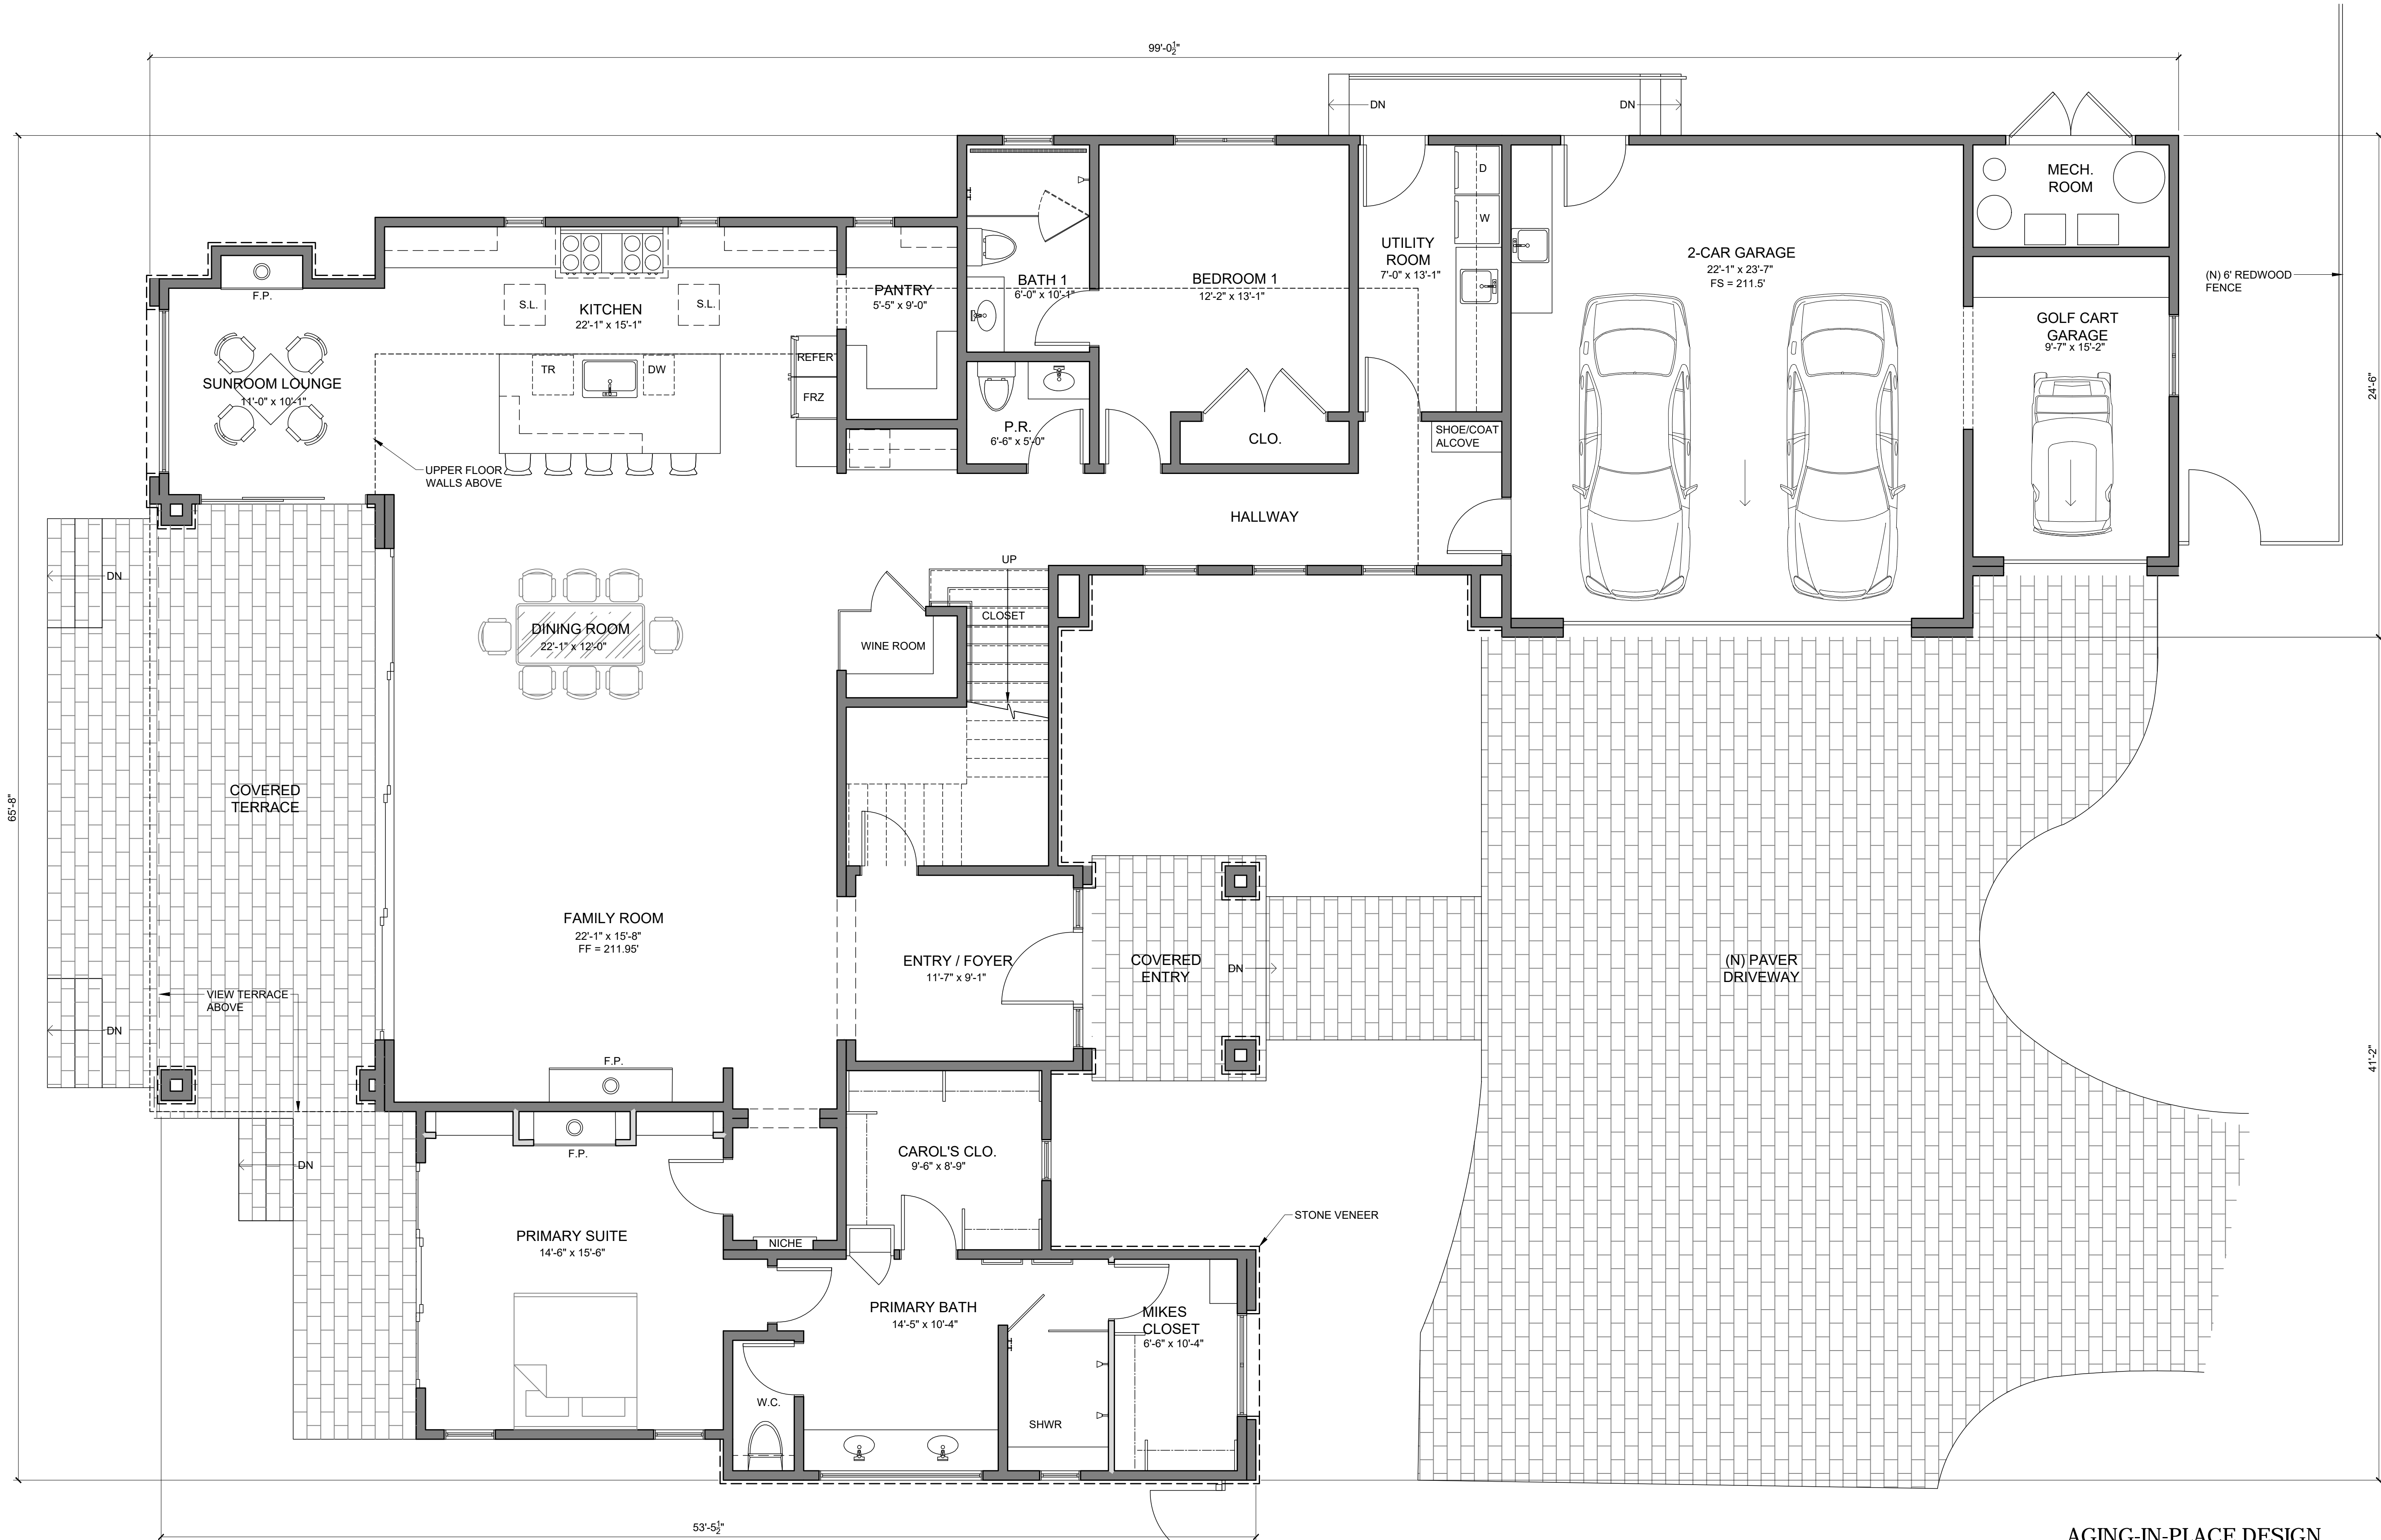 99'-0½"
DN
DN
MECH.
ROOM
D
W
UTILITY
ROOM
7'-0" x 13'-1"
2-CAR GARAGE
22'-1" x 23'-7"
FS = 211.5'
(N) 6' REDWOOD
FENCE
F.P.
S.L.
KITCHEN
22'-1" x 15'-1"
S.L.
PANTRY
5'-5" x 9'-0"
BATH 1
6'-0" x 10'-1"
BEDROOM 1
12'-2" x 13'-1"
GOLF CART
GARAGE
9'-7" x 15'-2"
SUNROOM LOUNGE
11'-0" x 10'-1"
TR
DW
REFER
FRZ
24'-6"
P.R.
6'-6" x 5'-0"
CLO.
SHOE/COAT
ALCOVE
UPPER FLOOR
WALLS ABOVE
HALLWAY
DN
UP
CLOSET
DINING ROOM
22'-1" x 12'-0"
WINE ROOM
65'-8"
COVERED
TERRACE
FAMILY ROOM
22'-1" x 15'-8"
FF = 211.95'
ENTRY / FOYER
11'-7" x 9'-1"
COVERED
ENTRY
DN
(N) PAVER
DRIVEWAY
VIEW TERRACE
ABOVE
DN
F.P.
41'-2"
F.P.
DN
CAROL'S CLO.
9'-6" x 8'-9"
STONE VENEER
PRIMARY SUITE
14'-6" x 15'-6"
NICHE
PRIMARY BATH
14'-5" x 10'-4"
MIKES
CLOSET
6'-6" x 10'-4"
W.C.
SHWR
53'-5½"
AGING-IN-PLACE DESIGN